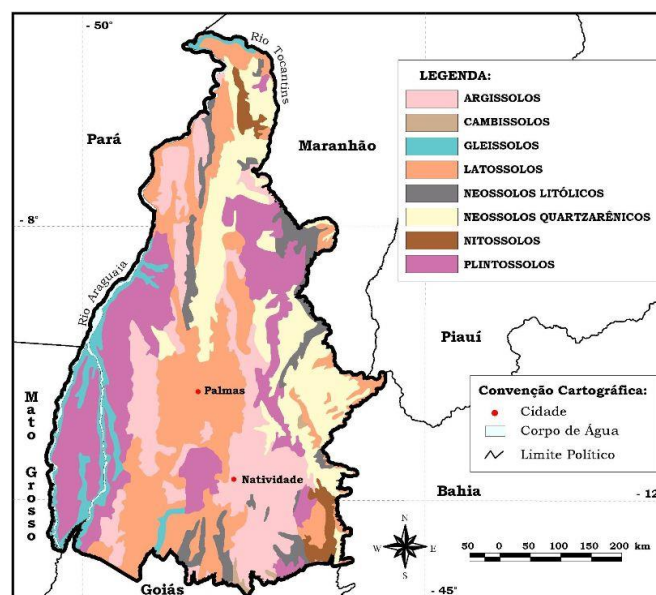 - 50°
Rio Tocantins
LEGENDA:
ARGISSOLOS
CAMBISSOLOS
GLEISSOLOS
LATOSSOLOS
NEOSSOLOS LITÓLICOS
NEOSSOLOS QUARTZARÊNICOS
NITOSSOLOS
PLINTOSSOLOS
Pará
Maranhão
- 8°
Rio Araguaia
Piauí
Mato Grosso
Palmas
Natividade
Convenção Cartográfica:
Cidade
Corpo de Água
Limite Político
Bahia
- 12
N
W
E
S
50 0 50 100 150 200
km
Goiás
- 45°